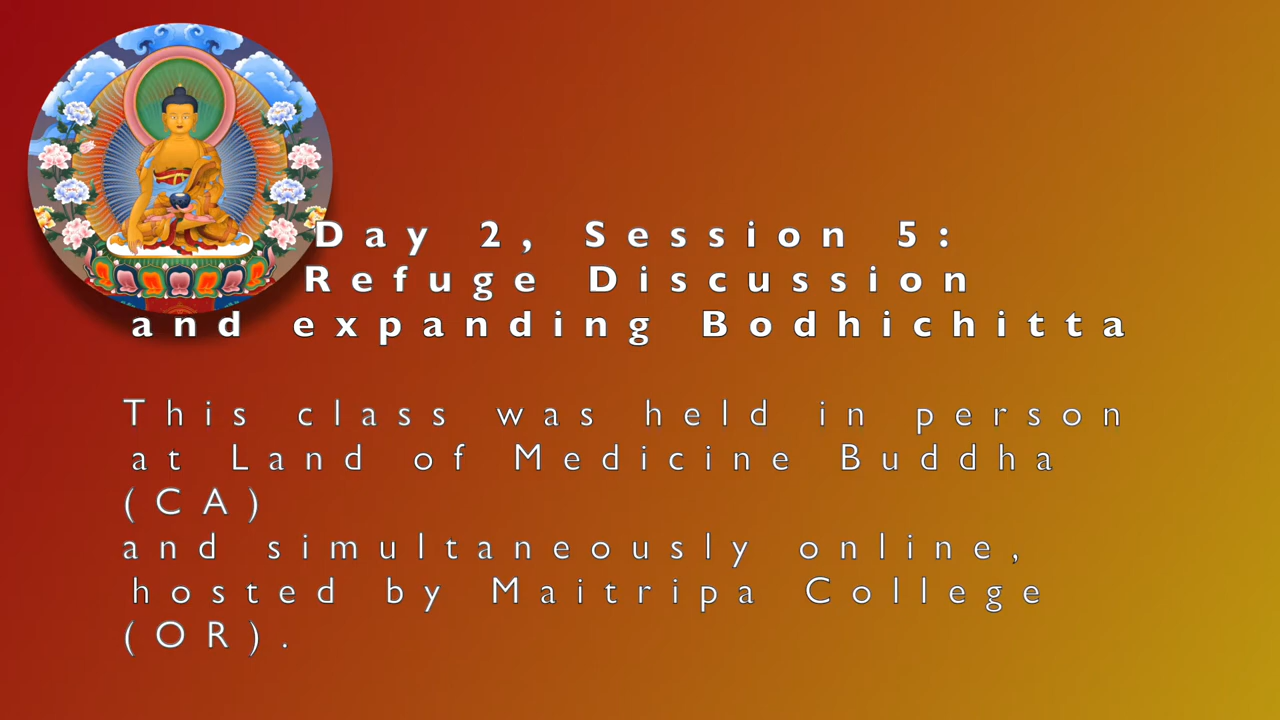 Day 2, Session 5:
Refuge Discussion
and expanding Bodhichitta
This class was held in person
at Land of Medicine Buddha
(CA)
and simultaneously online,
hosted by Maitripa College
(OR).